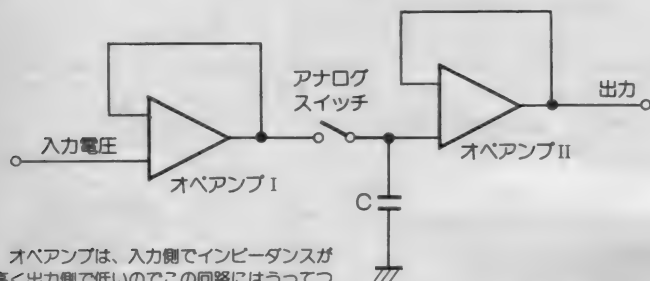 アナログ
スイッチ
出力
入力電圧
オペアンプ I
オペアンプ II
C
オペアンプは、入力側でインピーダンスが
高く出力側で低いのでこの回路にはうってつ